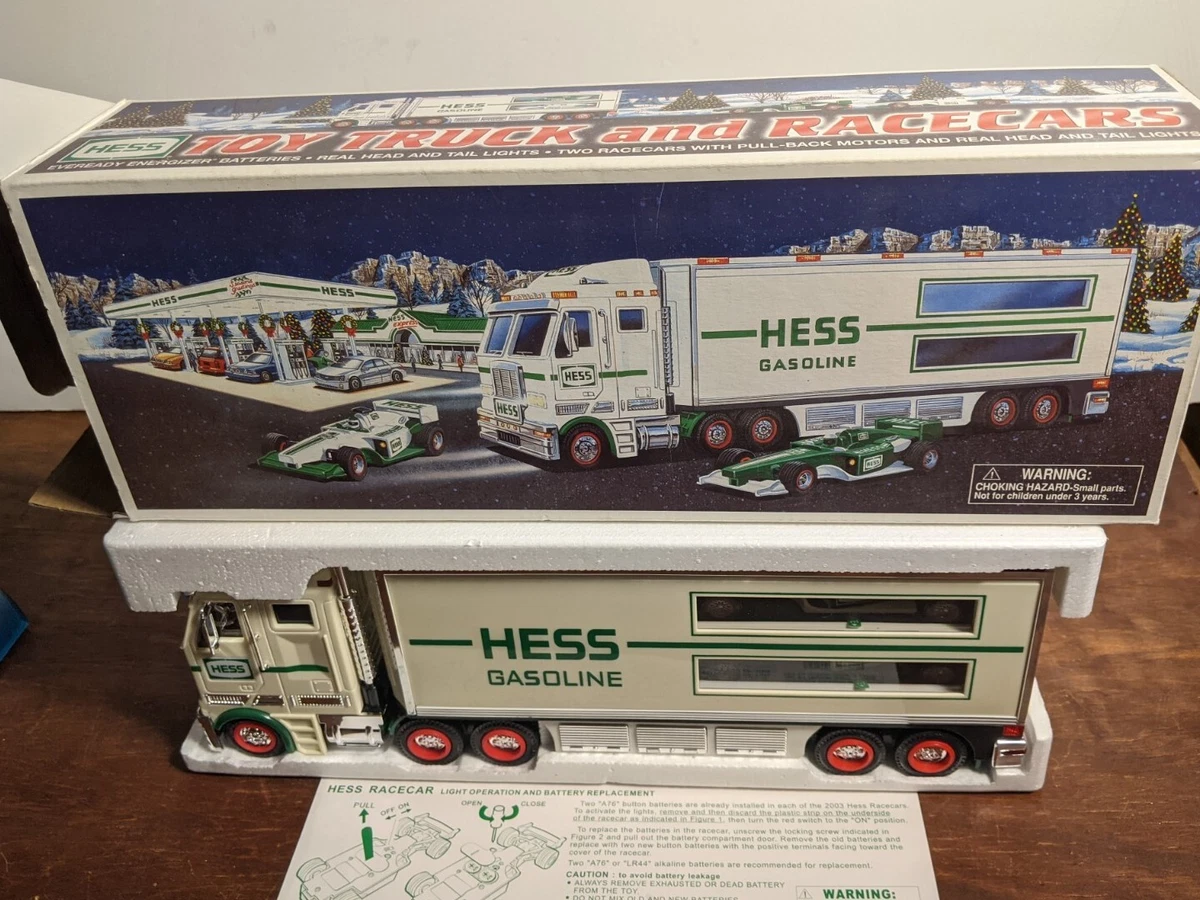 HESS
HESS TOY TRUCK and RACECARS
EVEREADY ENERGIZER BATTERIES • REAL HEAD AND TAIL LIGHTS • TWO RACECARS WITH PULL-BACK MOTORS AND REAL HEAD AND TAIL LIGHTS
HESS
Season's
Greetings
HESS
HESS
express
HESS
GASOLINE
HESS
HESS
HESS
HESS
WARNING:
CHOKING HAZARD-Small parts.
Not for children under 3 years.
HESS
GASOLINE
HESS
HESS RACECAR LIGHT OPERATION AND BATTERY REPLACEMENT
PULL
OFF ON
OPEN CLOSE
Two "A76" button batteries are already installed in each of the 2003 Hess Racecars.
To activate the lights, remove and then discard the plastic strip on the underside
of the racecar as indicated in Figure 1, then turn the red switch to the "ON" position.
To replace the batteries in the racecar, unscrew the locking screw indicated in
Figure 2 and pull out the battery compartment door. Remove the old batteries and
replace with two new button batteries with the positive terminals facing toward the
cover of the racecar.
Two "A76" or "LR44" alkaline batteries are recommended for replacement.
CAUTION : to avoid battery leakage
• ALWAYS REMOVE EXHAUSTED OR DEAD BATTERY
FROM THE TOY.
• DO NOT MIX OLD AND NEW BATTERIES
WARNING: